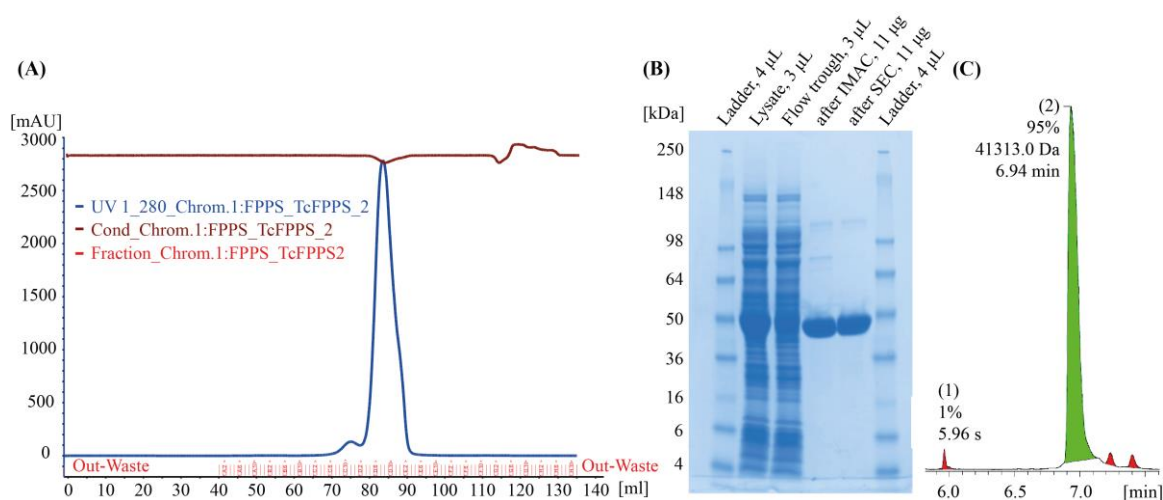 (A)
[mAU]
3000
2500
2000
1500
1000
500
0
UV 1_280_Chrom.1:FPPS_TcFPPS_2
Cond_Chrom.1:FPPS_TcFPPS_2
Fraction_Chrom.1:FPPS_TcFPPS2
Out-Waste
Out-Waste
0 10 20 30 40 50 60 70 80 90 100 110 120 130 140 [ml]
(B)
[kDa]
Ladder, 4 µL
Lysate, 3 µL
Flow trough, 3 µL
after IMAC, 11 µg
after SEC, 11 µg
Ladder, 4 µL
250
148
98
64
50
36
16
6
4
(C)
(2)
95%
41313.0 Da
6.94 min
(1)
1%
5.96 s
6.0 6.5 7.0 [min]